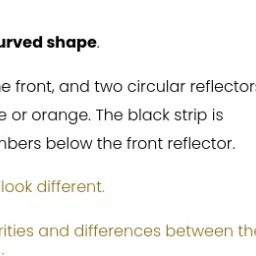 urved shape.
e front, and two circular reflectors
e or orange. The black strip is
nbers below the front reflector.
look different.
rities and differences between the